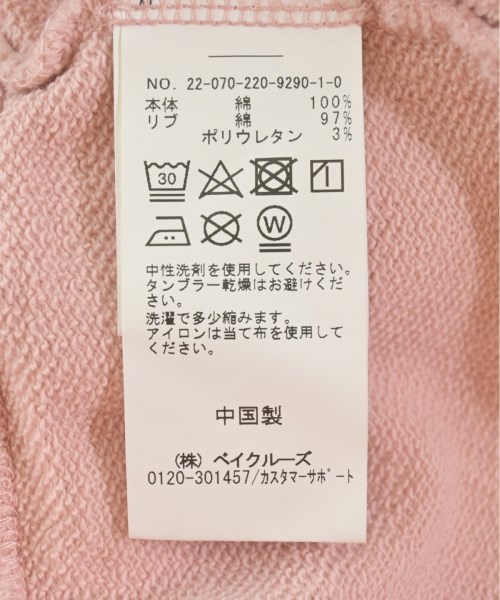 NO. 22-070-220-9290-1-0
本体 綿 100%
リブ 綿 97%
ポリウレタン 3%
30
W
中性洗剤を使用してください。
タンブラー乾燥はお避けくだ
さい。
洗濯で多少縮みます。
アイロンは当て布を使用して
ください。
中国製
(株) ベイクルーズ
0120-301457/カスタマーサポート